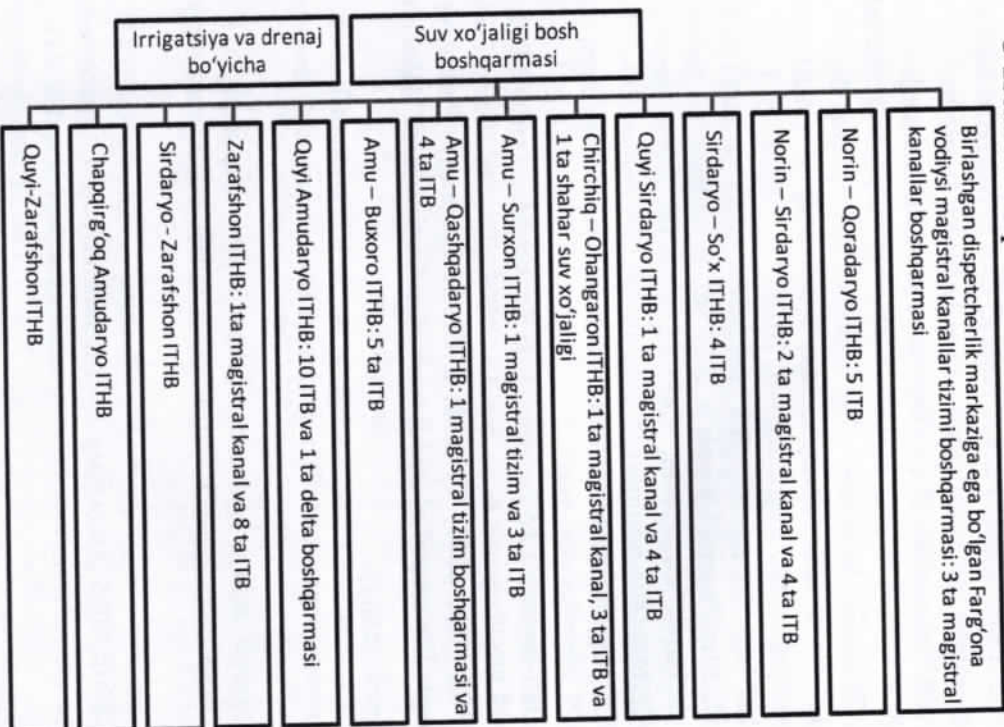 Irrigatsiya va drenaj
bo‘yicha
Suv xo‘jaligi bosh
boshqarmasi
Birlashgan dispetcherlik markaziga ega bo‘lgan Farg‘ona
vodiysi magistral kanallar tizimi boshqarmasi: 3 ta magistral
kanallar boshqarmasi
Norin – Qoradaryo ITHB: 5 ITB
Norin – Sirdaryo ITHB: 2 ta magistral kanal va 4 ta ITB
Sirdaryo – So‘x ITHB: 4 ITB
Quyi Sirdaryo ITHB: 1 ta magistral kanal va 4 ta ITB
Chirchiq – Ohangaron ITHB: 1 ta magistral kanal, 3 ta ITB va
1 ta shahar suv xo‘jaligi
Amu – Surxon ITHB: 1 magistral tizim va 3 ta ITB
Amu – Qashqadaryo ITHB: 1 magistral tizim boshqarmasi va
4 ta ITB
Amu – Buxoro ITHB: 5 ta ITB
Quyi Amudaryo ITHB: 10 ITB va 1 ta delta boshqarmasi
Zarafshon ITHB: 1ta magistral kanal va 8 ta ITB
Sirdaryo - Zarafshon ITHB
Chapqirg‘oq Amudaryo ITHB
Quyi-Zarafshon ITHB